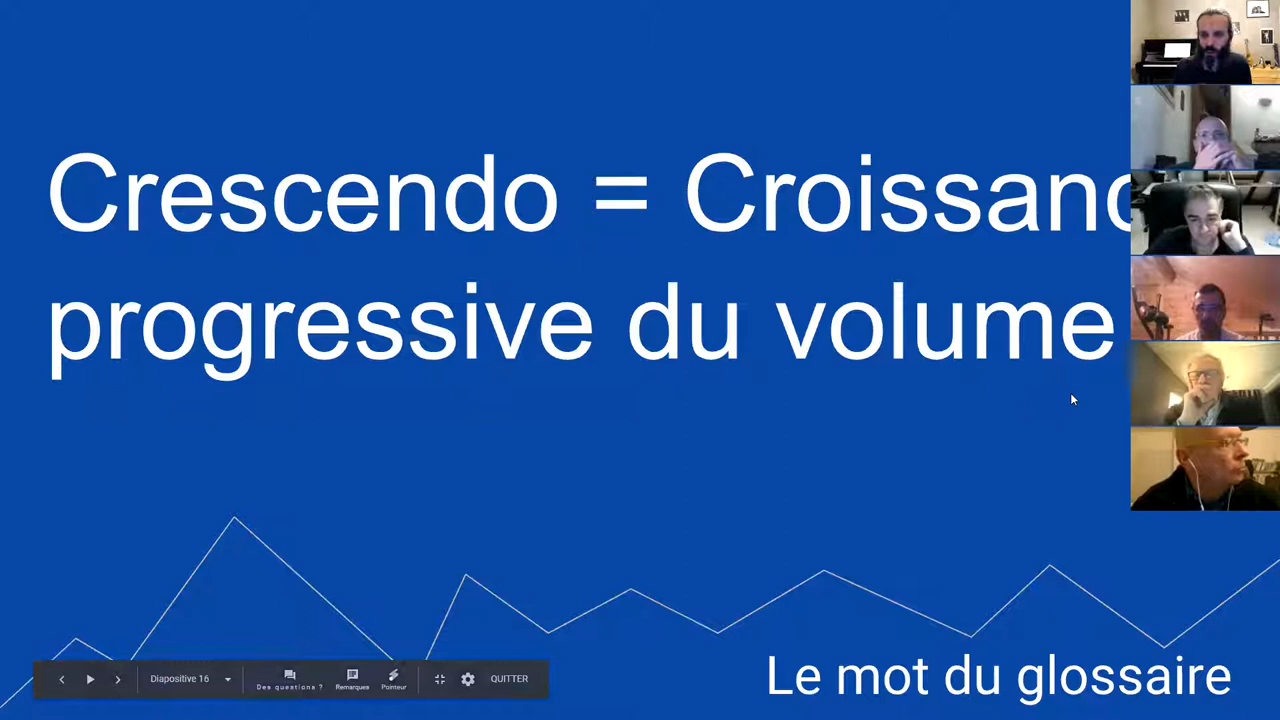 Crescendo = Croissanc
progressive du volume
Le mot du glossaire
Diapositive 16
Des questions ?
Remarques
Pointeur
QUITTER